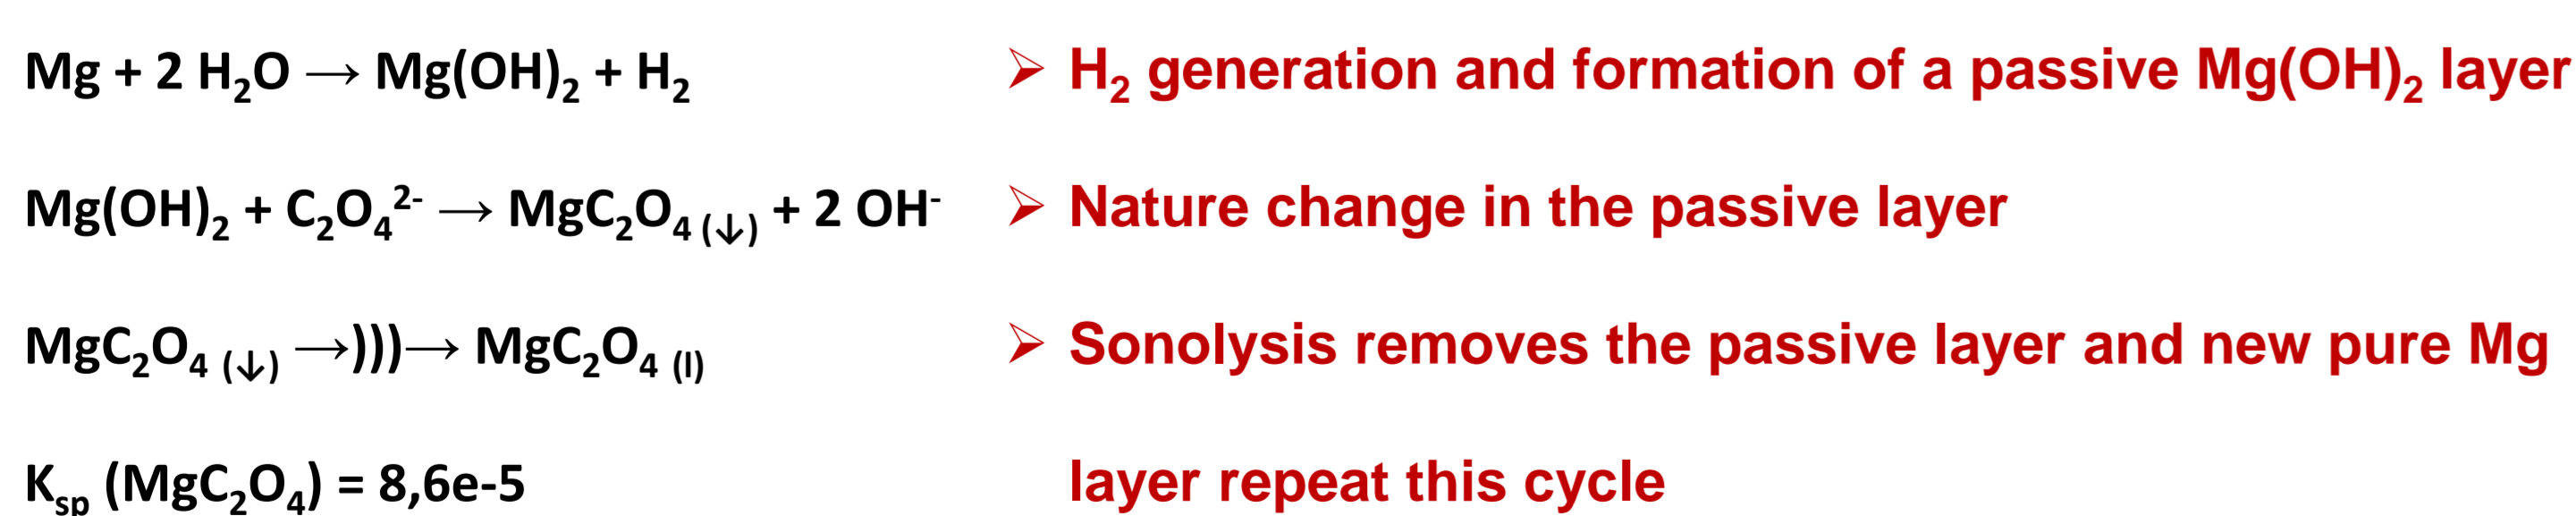 Mg + 2 H₂O → Mg(OH)₂ + H₂ ➢ H₂ generation and formation of a passive Mg(OH)₂ layer
Mg(OH)₂ + C₂O₄²⁻ → MgC₂O₄ (↓) + 2 OH⁻ ➢ Nature change in the passive layer
MgC₂O₄ (↓) →)))→ MgC₂O₄ (l) ➢ Sonolysis removes the passive layer and new pure Mg
Kₛₚ (MgC₂O₄) = 8,6e-5 layer repeat this cycle